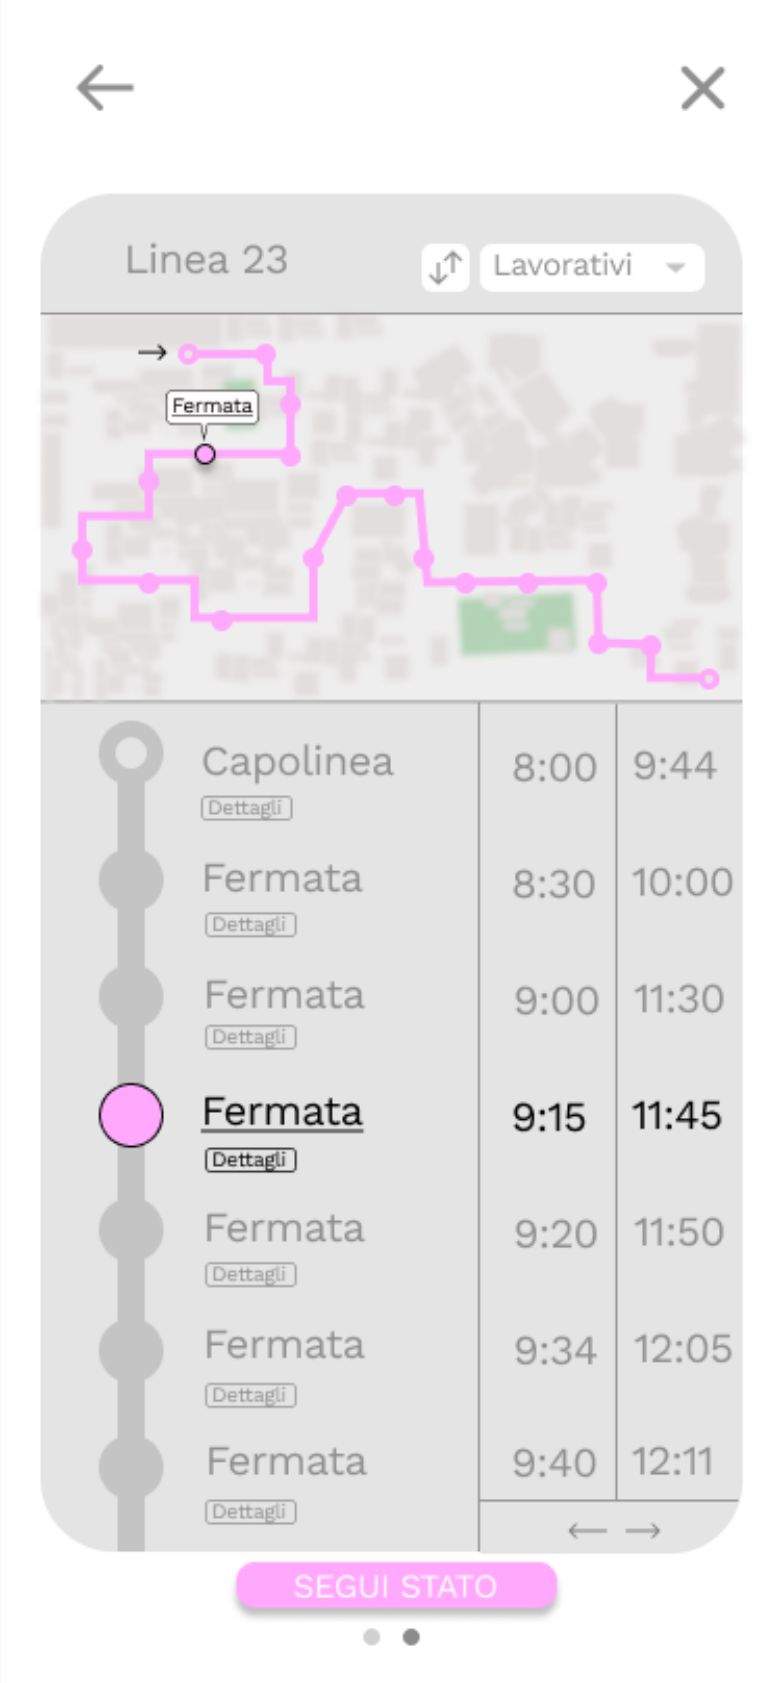 Linea 23
Lavorativi
Fermata
Capolinea 8:00 9:44
Dettagli
Fermata 8:30 10:00
Dettagli
Fermata 9:00 11:30
Dettagli
Fermata 9:15 11:45
Dettagli
Fermata 9:20 11:50
Dettagli
Fermata 9:34 12:05
Dettagli
Fermata 9:40 12:11
Dettagli
SEGUI STATO